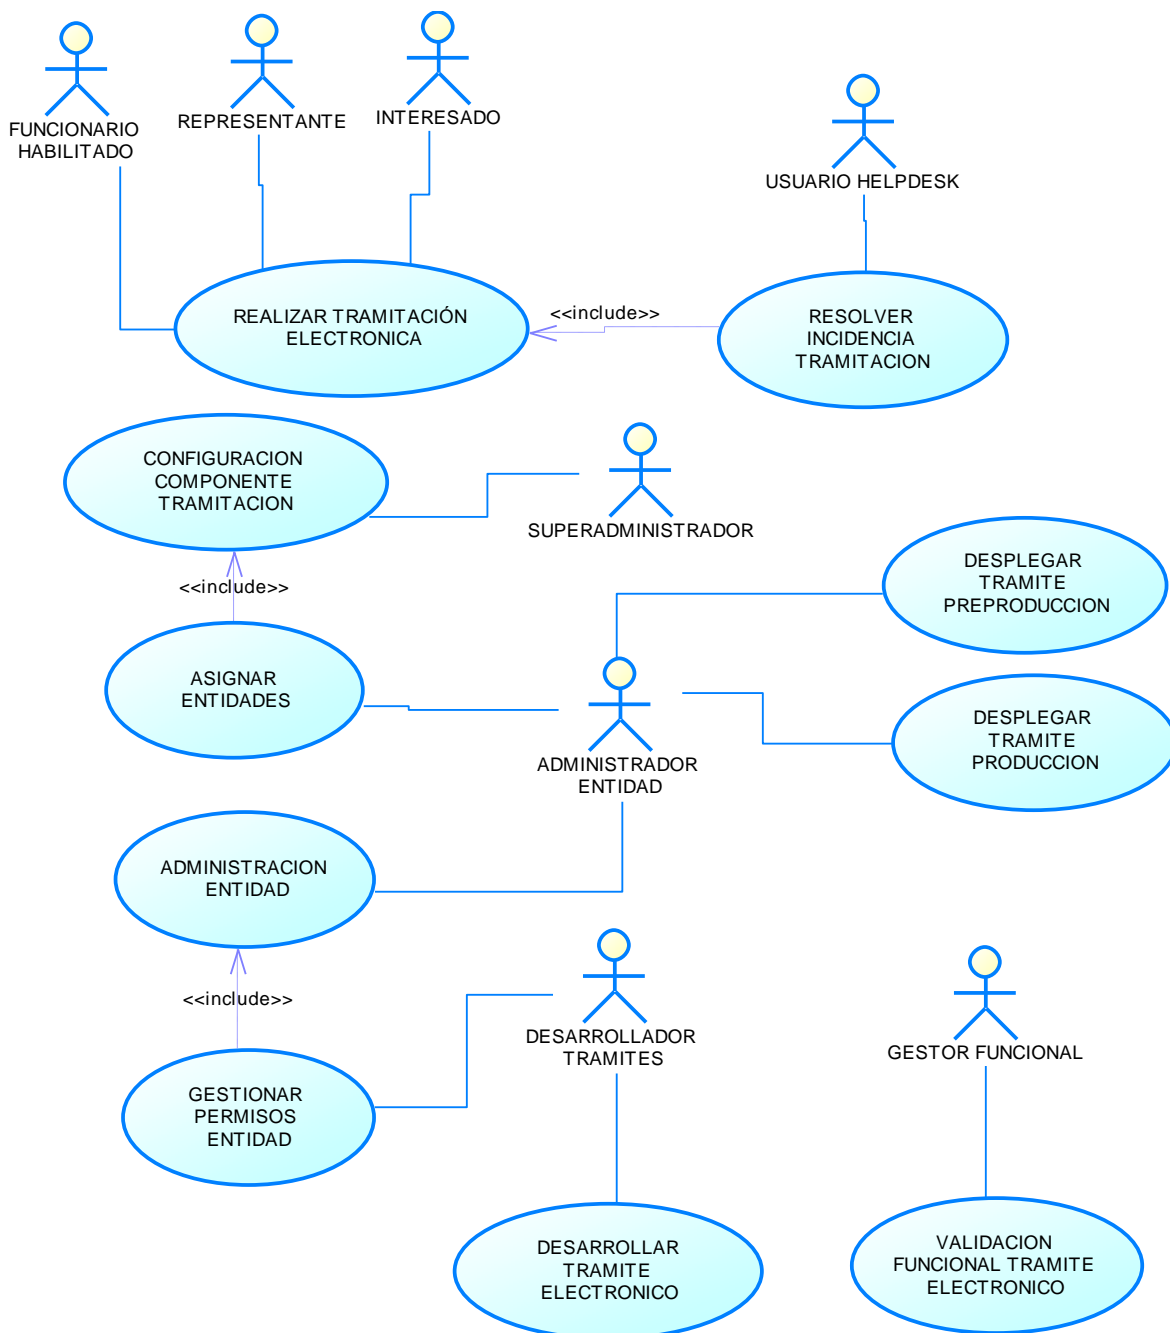 FUNCIONARIO
HABILITADO
REPRESENTANTE
INTERESADO
USUARIO HELPDESK
REALIZAR TRAMITACIÓN
ELECTRONICA
<<include>>
RESOLVER
INCIDENCIA
TRAMITACION
CONFIGURACION
COMPONENTE
TRAMITACION
SUPERADMINISTRADOR
<<include>>
DESPLEGAR
TRAMITE
PREPRODUCCION
ASIGNAR
ENTIDADES
DESPLEGAR
TRAMITE
PRODUCCION
ADMINISTRADOR
ENTIDAD
ADMINISTRACION
ENTIDAD
<<include>>
DESARROLLADOR
TRAMITES
GESTOR FUNCIONAL
GESTIONAR
PERMISOS
ENTIDAD
DESARROLLAR
TRAMITE
ELECTRONICO
VALIDACION
FUNCIONAL TRAMITE
ELECTRONICO